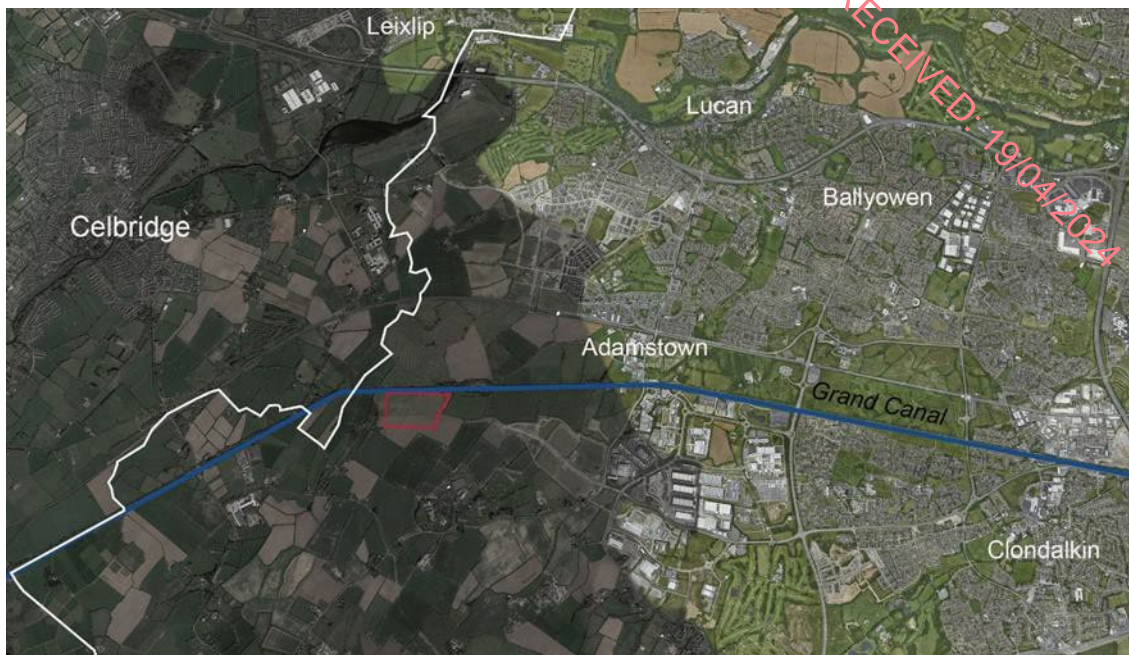 Leixlip
RECEIVED: 19/04/2024
Lucan
Ballyowen
Celbridge
Adamstown
Grand Canal
Clondalkin